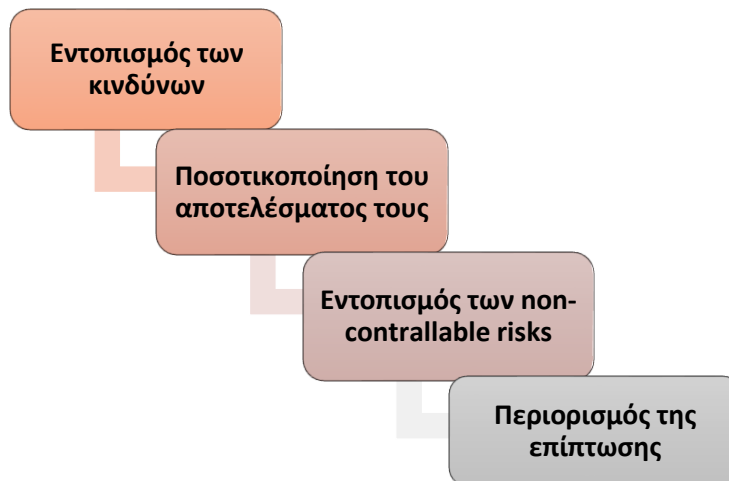 Εντοπισμός των
κινδύνων
Ποσοτικοποίηση του
αποτελέσματος τους
Εντοπισμός των non-
contrallable risks
Περιορισμός της
επίπτωσης